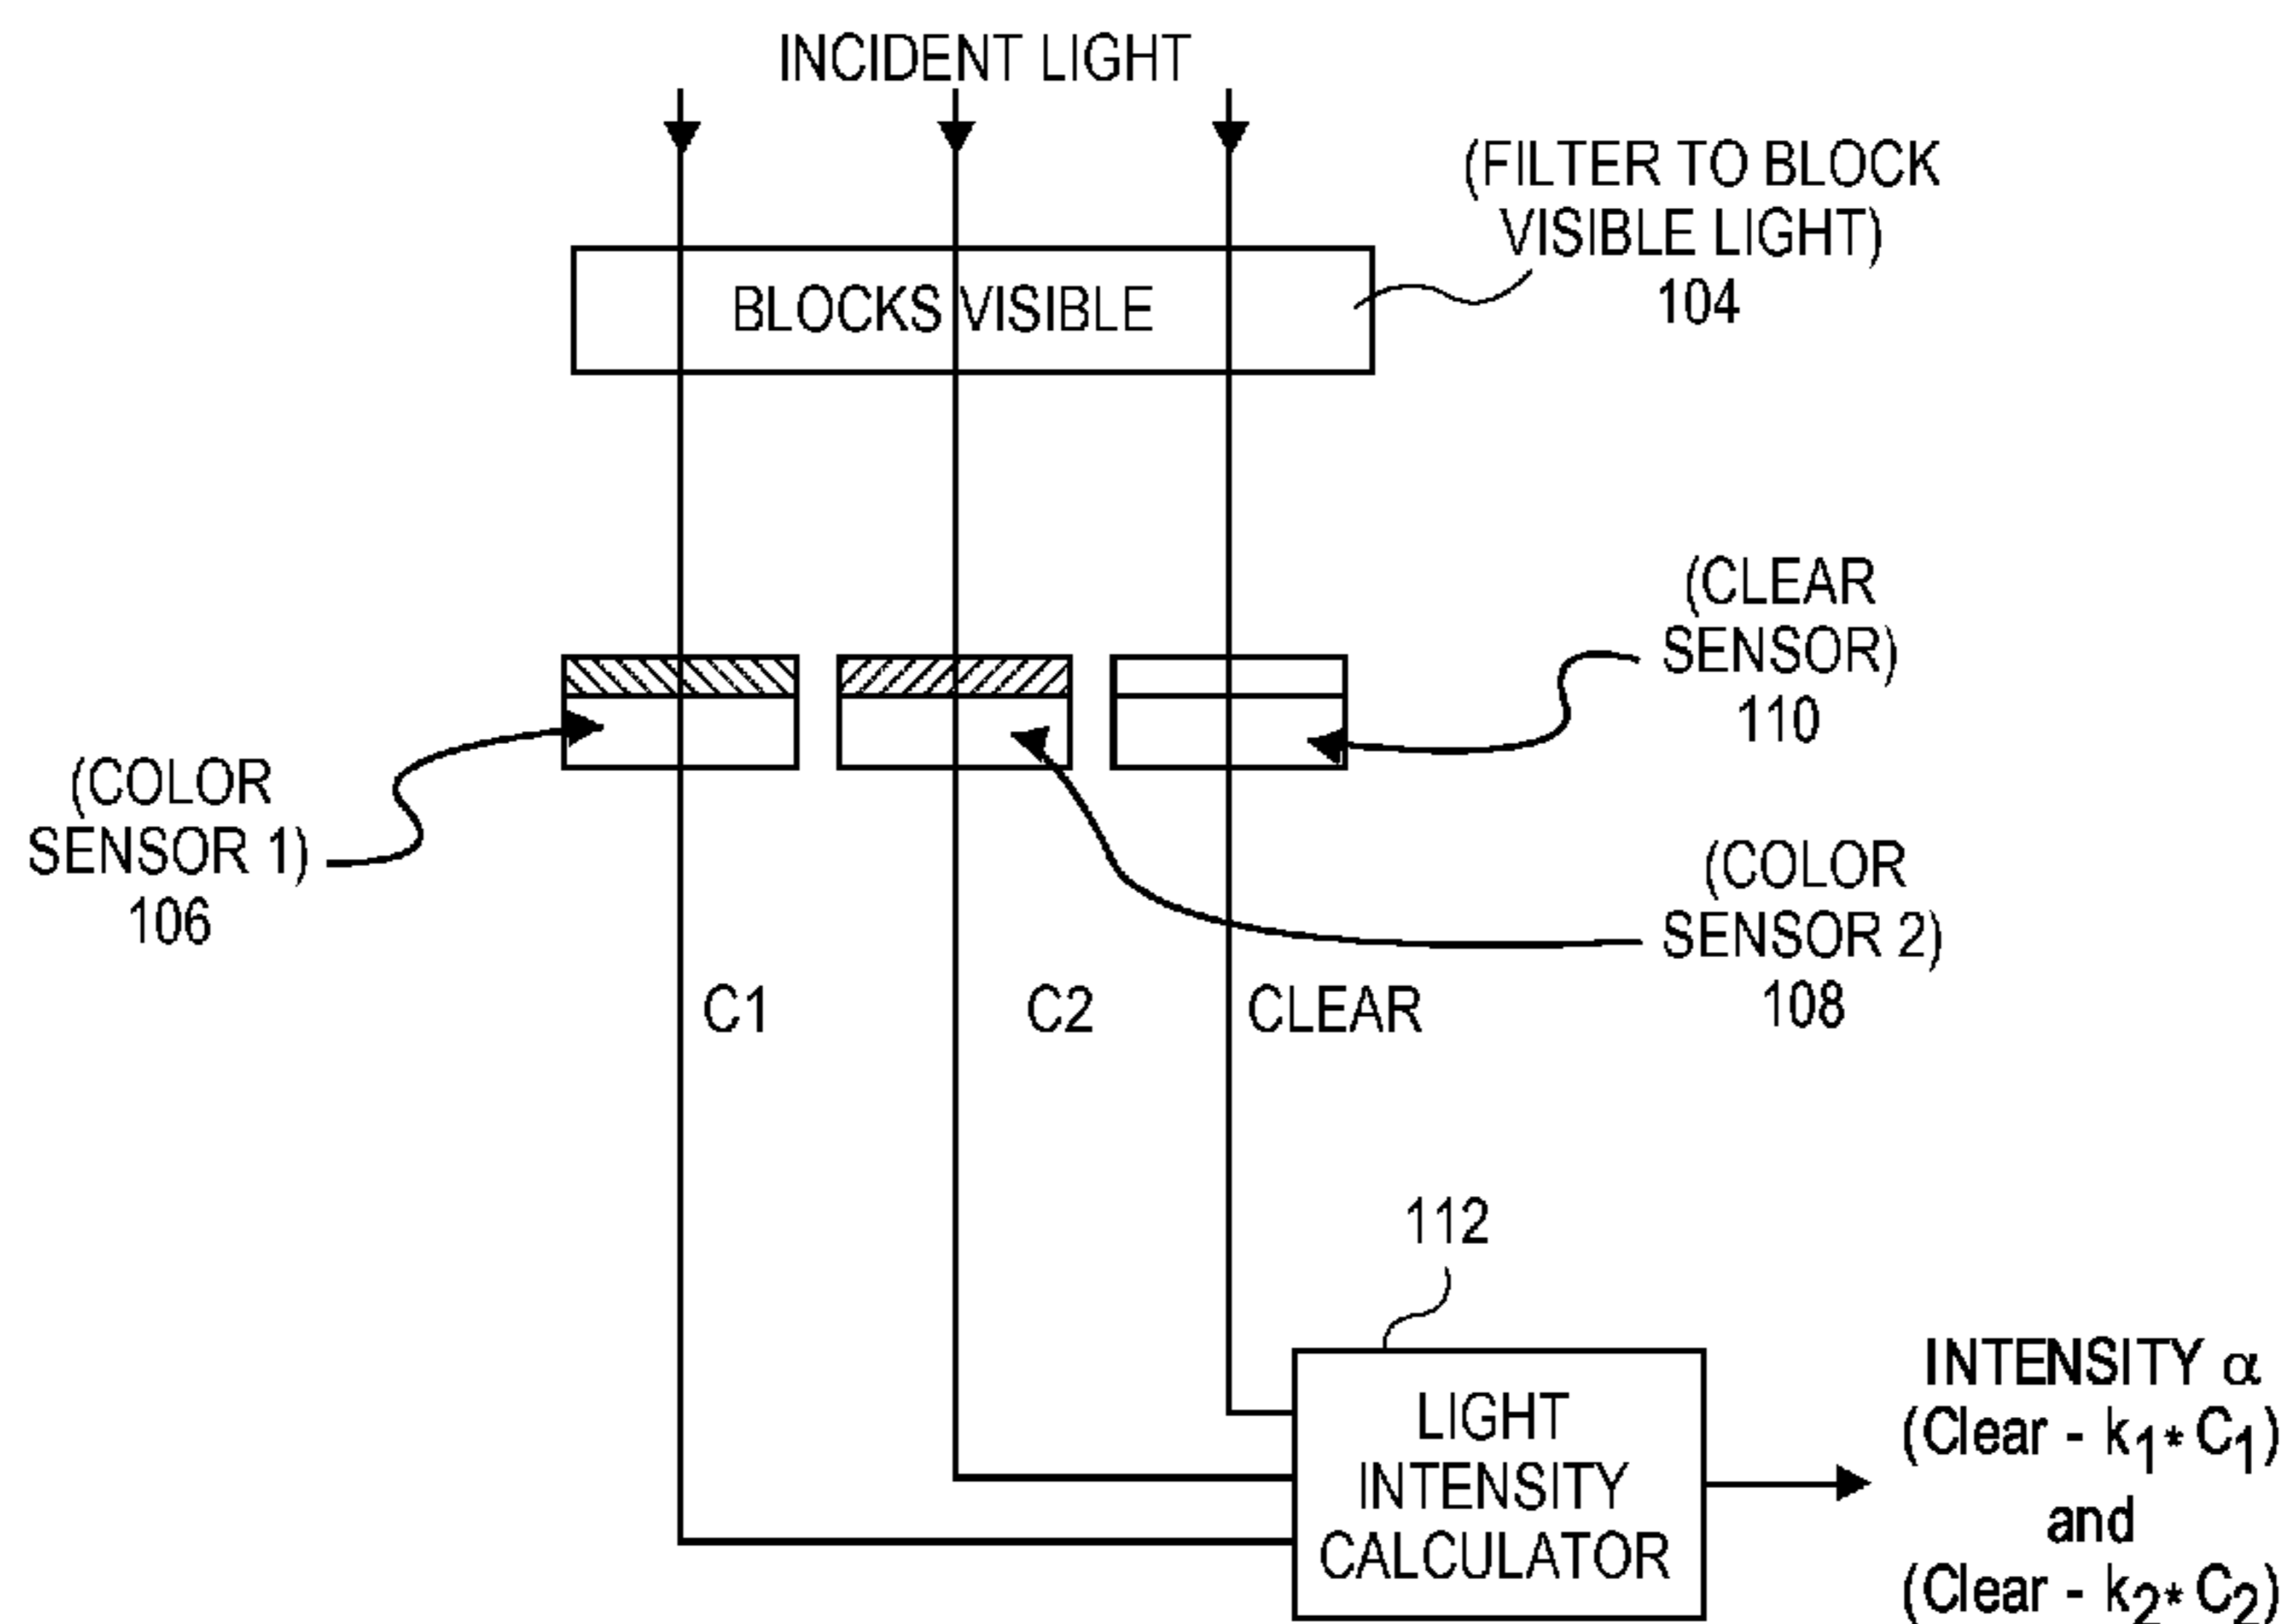 INCIDENT LIGHT
(FILTER TO BLOCK
VISIBLE LIGHT)
104
BLOCKS VISIBLE
(CLEAR
SENSOR)
110
(COLOR
SENSOR 1)
106
(COLOR
SENSOR 2)
108
C1
C2
CLEAR
112
LIGHT
INTENSITY
CALCULATOR
INTENSITY α
(Clear - k1* C1)
and
(Clear - k2* C2)